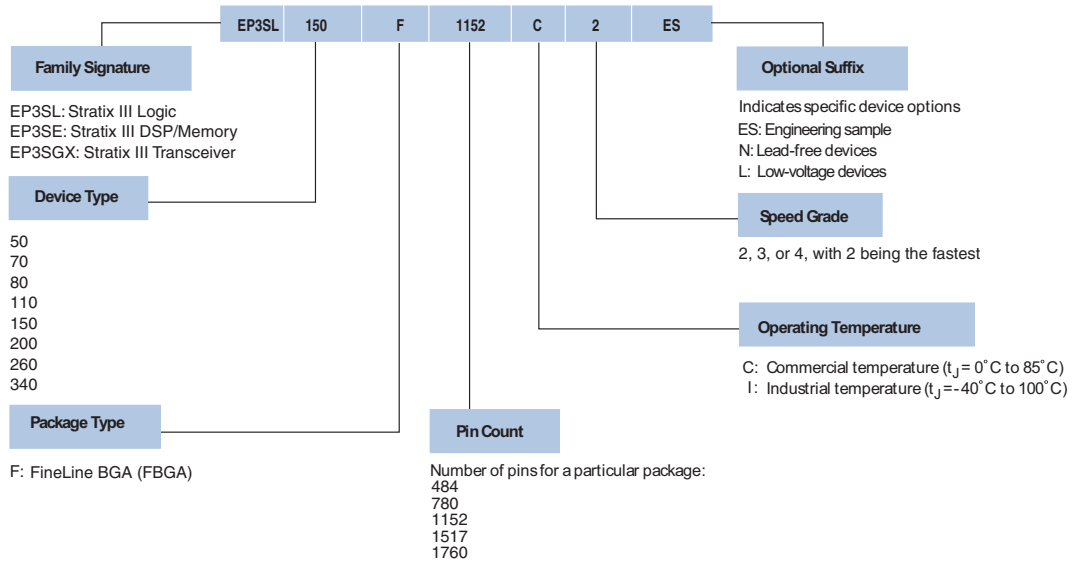 EP3SL 150 F 1152 C 2 ES
Family Signature
EP3SL: Stratix III Logic
EP3SE: Stratix III DSP/Memory
EP3SGX: Stratix III Transceiver
Device Type
50
70
80
110
150
200
260
340
Package Type
F: FineLine BGA (FBGA)
Pin Count
Number of pins for a particular package:
484
780
1152
1517
1760
Optional Suffix
Indicates specific device options
ES: Engineering sample
N: Lead-free devices
L: Low-voltage devices
Speed Grade
2, 3, or 4, with 2 being the fastest
Operating Temperature
C: Commercial temperature (tJ = 0˚C to 85˚C)
I: Industrial temperature (tJ = -40˚C to 100˚C)